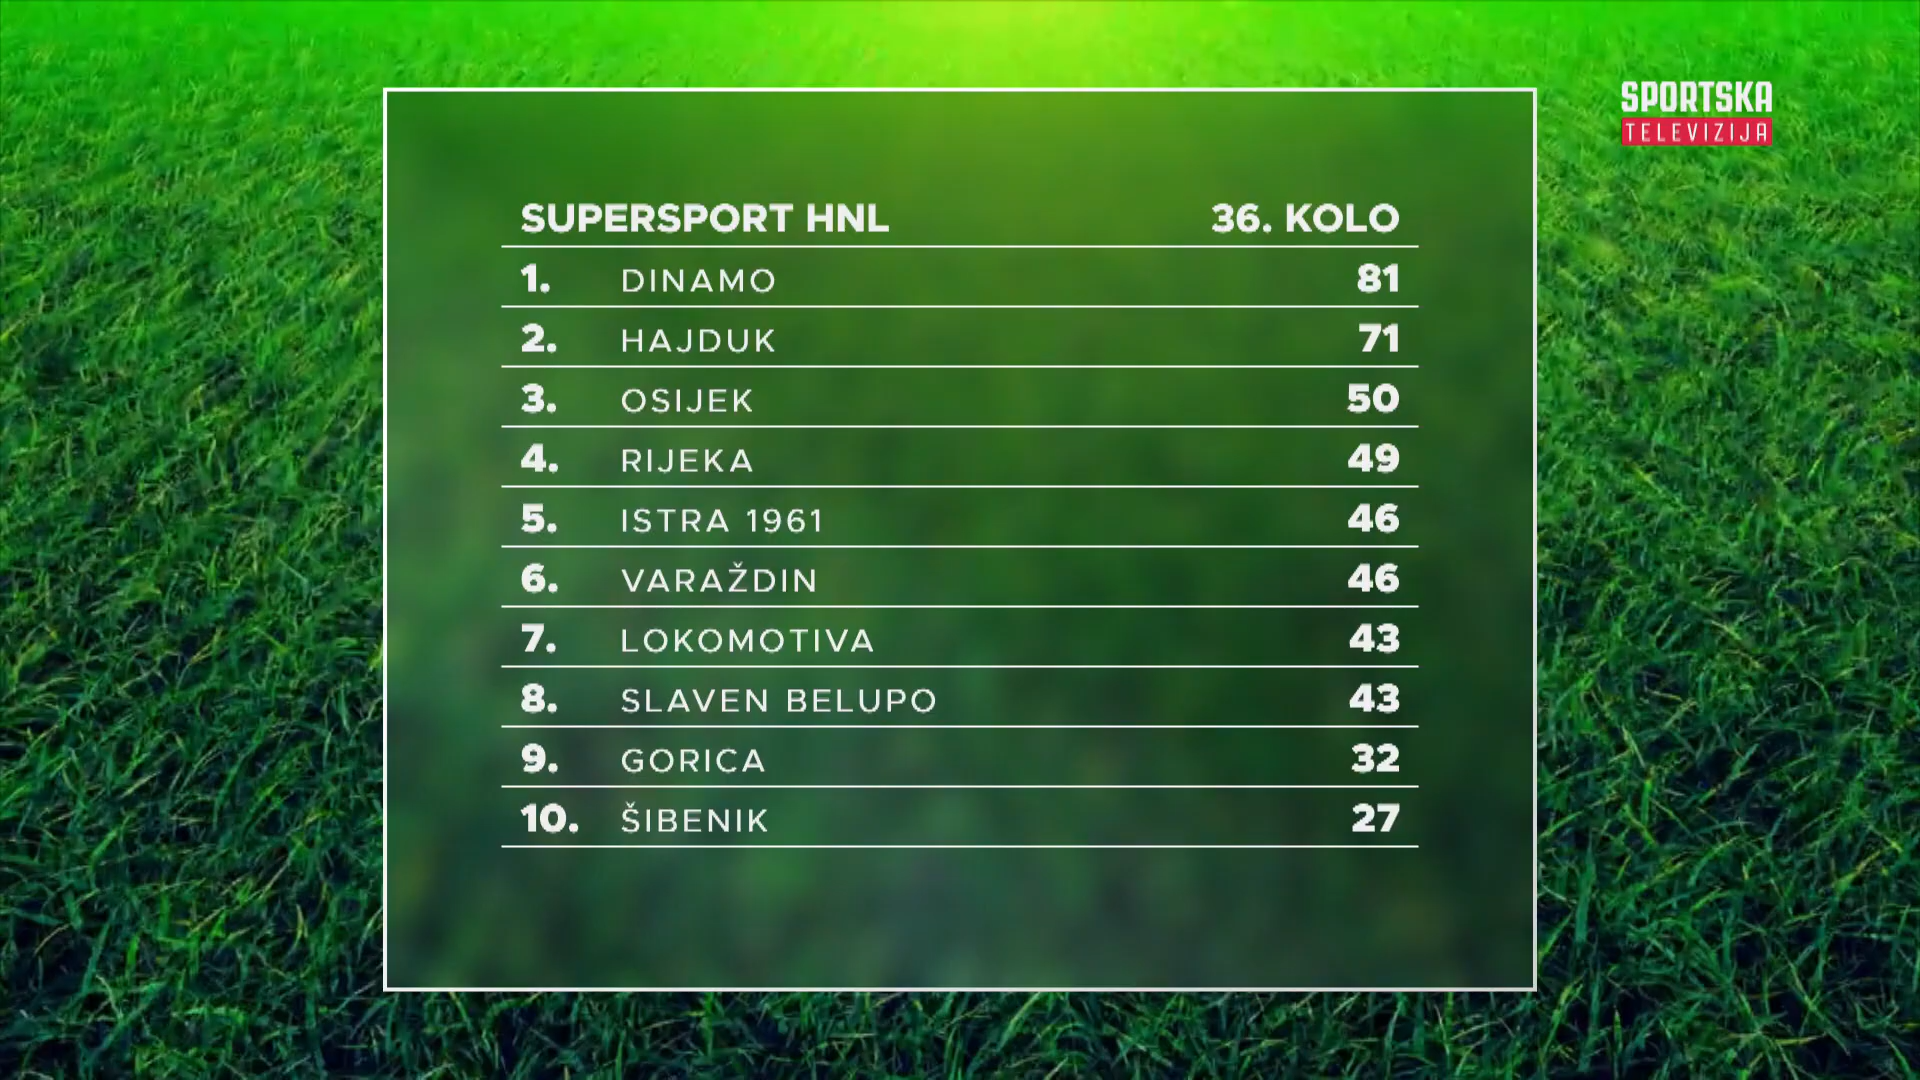 SPORTSKA
TELEVIZIJA
SUPERSPORT HNL 36. KOLO
1. DINAMO 81
2. HAJDUK 71
3. OSIJEK 50
4. RIJEKA 49
5. ISTRA 1961 46
6. VARAŽDIN 46
7. LOKOMOTIVA 43
8. SLAVEN BELUPO 43
9. GORICA 32
10. ŠIBENIK 27